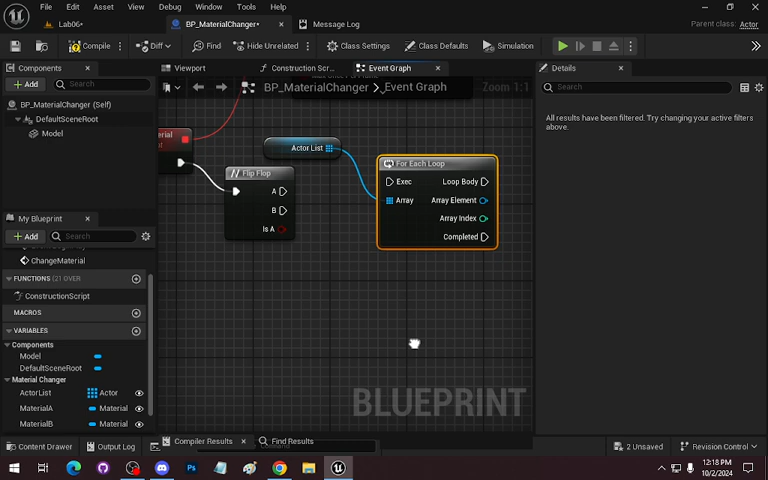 File Edit Asset View Debug Window Tools Help
Lab06•
BP_MaterialChanger•
Message Log
Parent class: Actor
Compile
Diff
Find
Hide Unrelated
Class Settings
Class Defaults
Simulation
Components
+ Add
Search
BP_MaterialChanger (Self)
DefaultSceneRoot
Model
My Blueprint
+ Add
Search
ChangeMaterial
FUNCTIONS (21 OVER
ConstructionScript
MACROS
VARIABLES
Components
Model
DefaultSceneRoot
Material Changer
ActorList Actor
MaterialA Material
MaterialB Material
Viewport
Construction Scr...
Event Graph
BP_MaterialChanger > Event Graph
Zoom 1:1
erial
Flip Flop
A
B
Is A
Actor List
For Each Loop
Exec Loop Body
Array Array Element
Array Index
Completed
BLUEPRINT
Compiler Results
Find Results
Details
Search
All results have been filtered. Try changing your active filters
above.
Content Drawer
Output Log
2 Unsaved
Revision Control
Ps
12:18 PM
10/2/2024